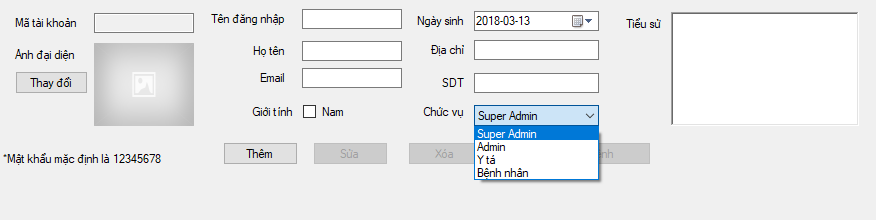 Mã tài khoản
Ảnh đại diện
Thay đổi
*Mật khẩu mặc định là 12345678
Tên đăng nhập
Họ tên
Email
Giới tính
Nam
Ngày sinh
2018-03-13
Địa chỉ
SDT
Chức vụ
Super Admin
Super Admin
Admin
Y tá
Bệnh nhân
Tiểu sử
Thêm
Sửa
Xóa